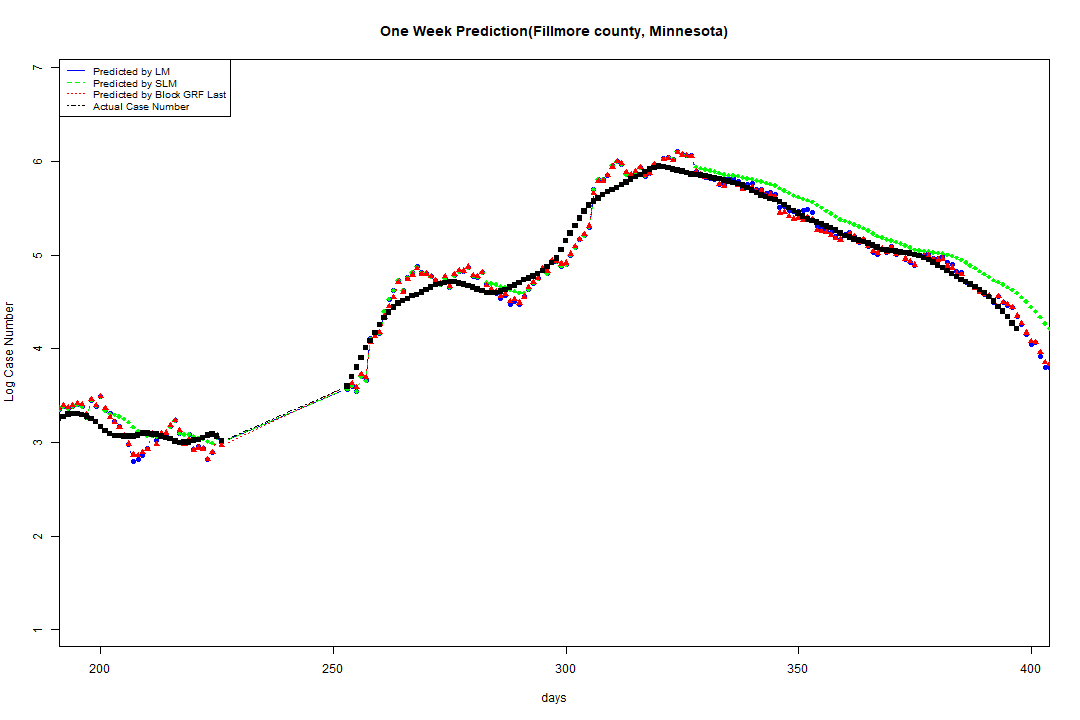 One Week Prediction(Fillmore county, Minnesota)
Predicted by LM
Predicted by SLM
Predicted by Block GRF Last
Actual Case Number
7
6
5
4
3
2
1
Log Case Number
200 250 300 350 400
days